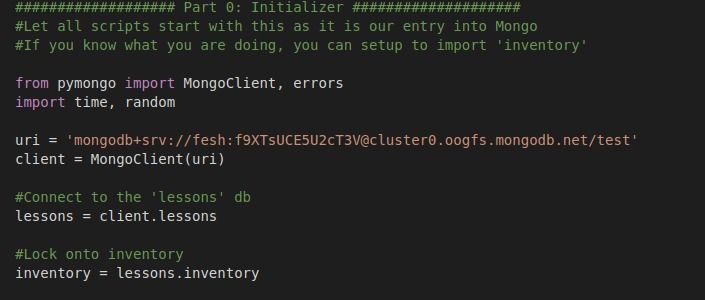 ################### Part 0: Initializer ####################
#Let all scripts start with this as it is our entry into Mongo
#If you know what you are doing, you can setup to import 'inventory'
from pymongo import MongoClient, errors
import time, random
uri = 'mongodb+srv://fesh:f9XTsUCE5U2cT3V@cluster0.oogfs.mongodb.net/test'
client = MongoClient(uri)
#Connect to the 'lessons' db
lessons = client.lessons
#Lock onto inventory
inventory = lessons.inventory